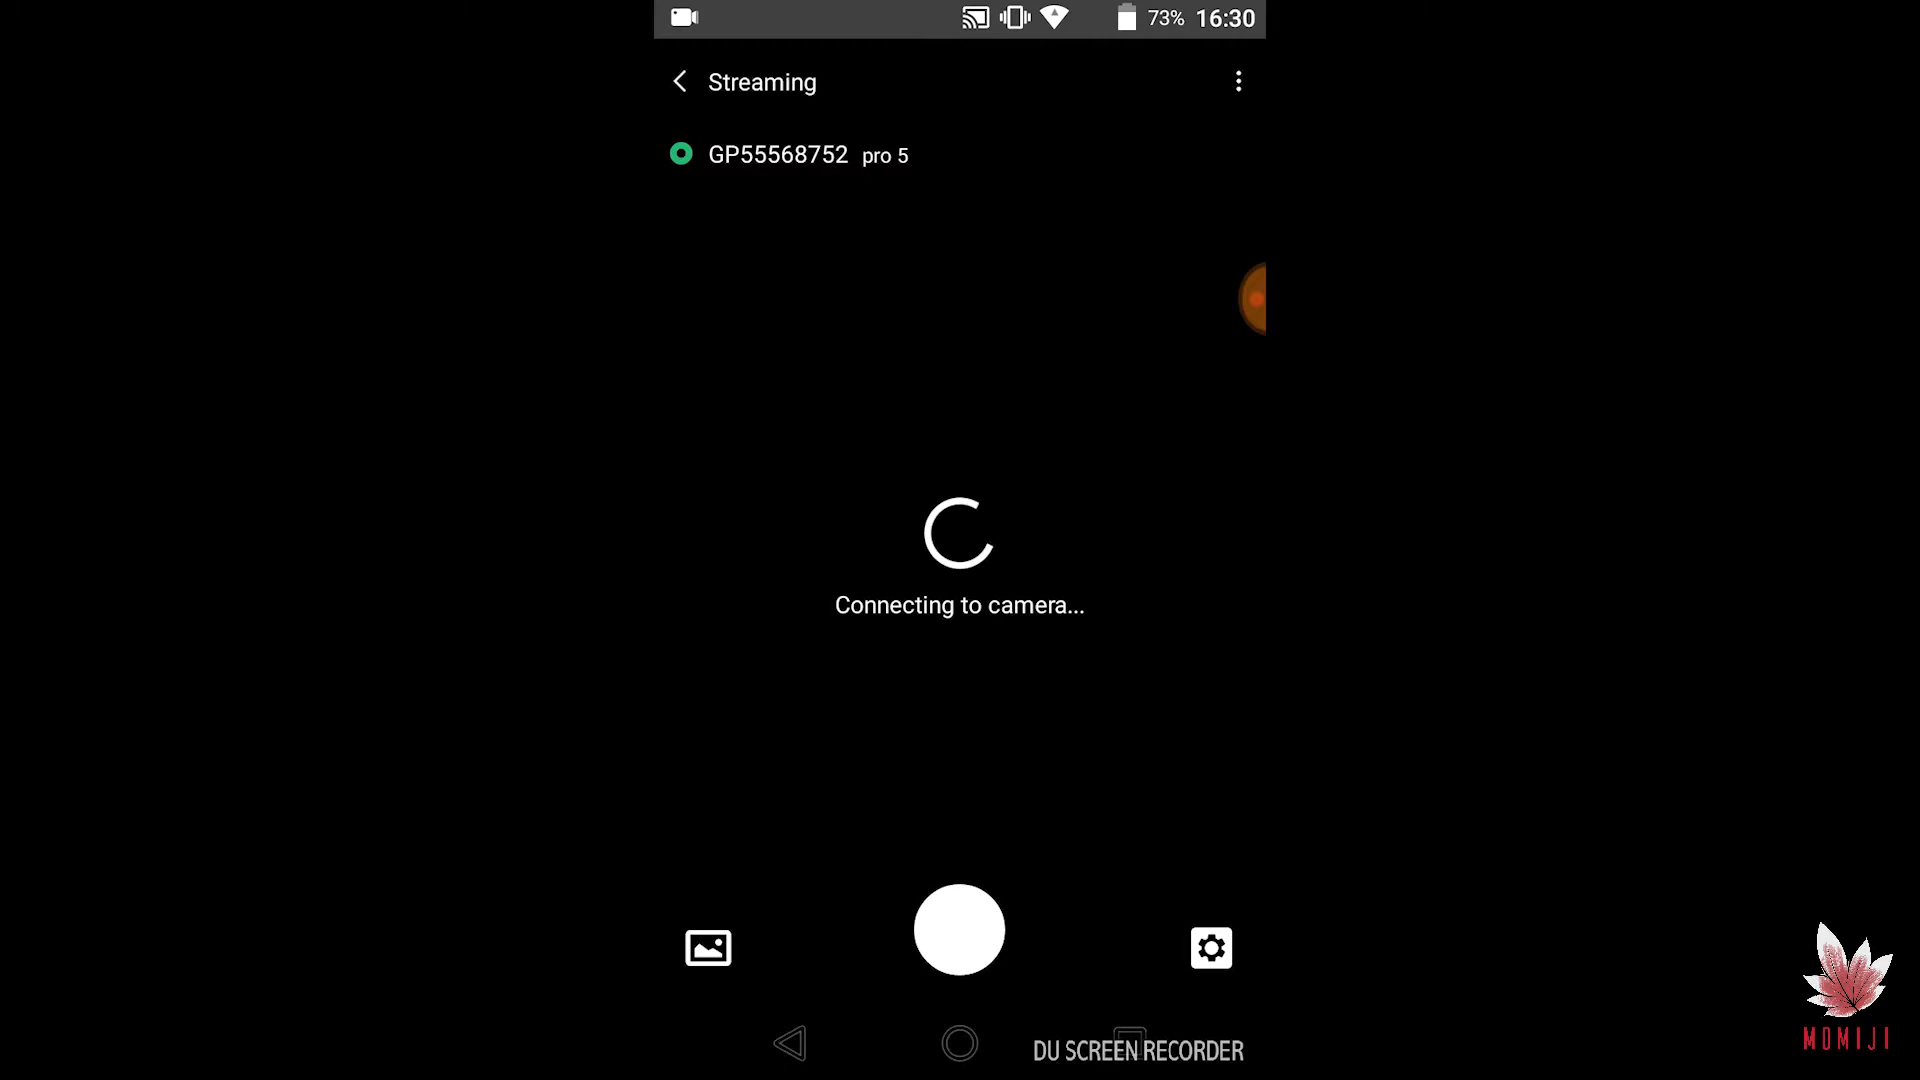 73% 16:30
Streaming
GP55568752 pro 5
Connecting to camera...
DU SCREEN RECORDER
MOMIJI